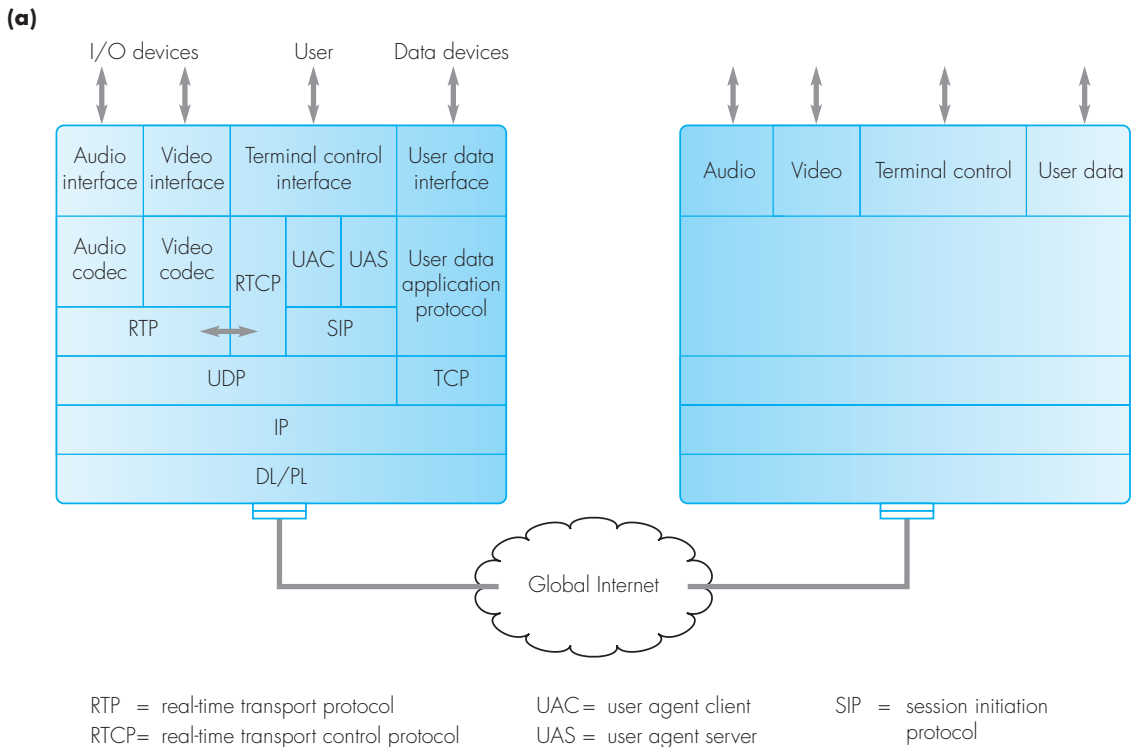 (a)
I/O devices
User
Data devices
Audio
interface
Video
interface
Terminal control
interface
User data
interface
Audio
codec
Video
codec
RTCP
UAC
UAS
User data
application
protocol
RTP
SIP
UDP
TCP
IP
DL/PL
Audio
Video
Terminal control
User data
Global Internet
RTP = real-time transport protocol
RTCP= real-time transport control protocol
UAC= user agent client
UAS = user agent server
SIP = session initiation
protocol